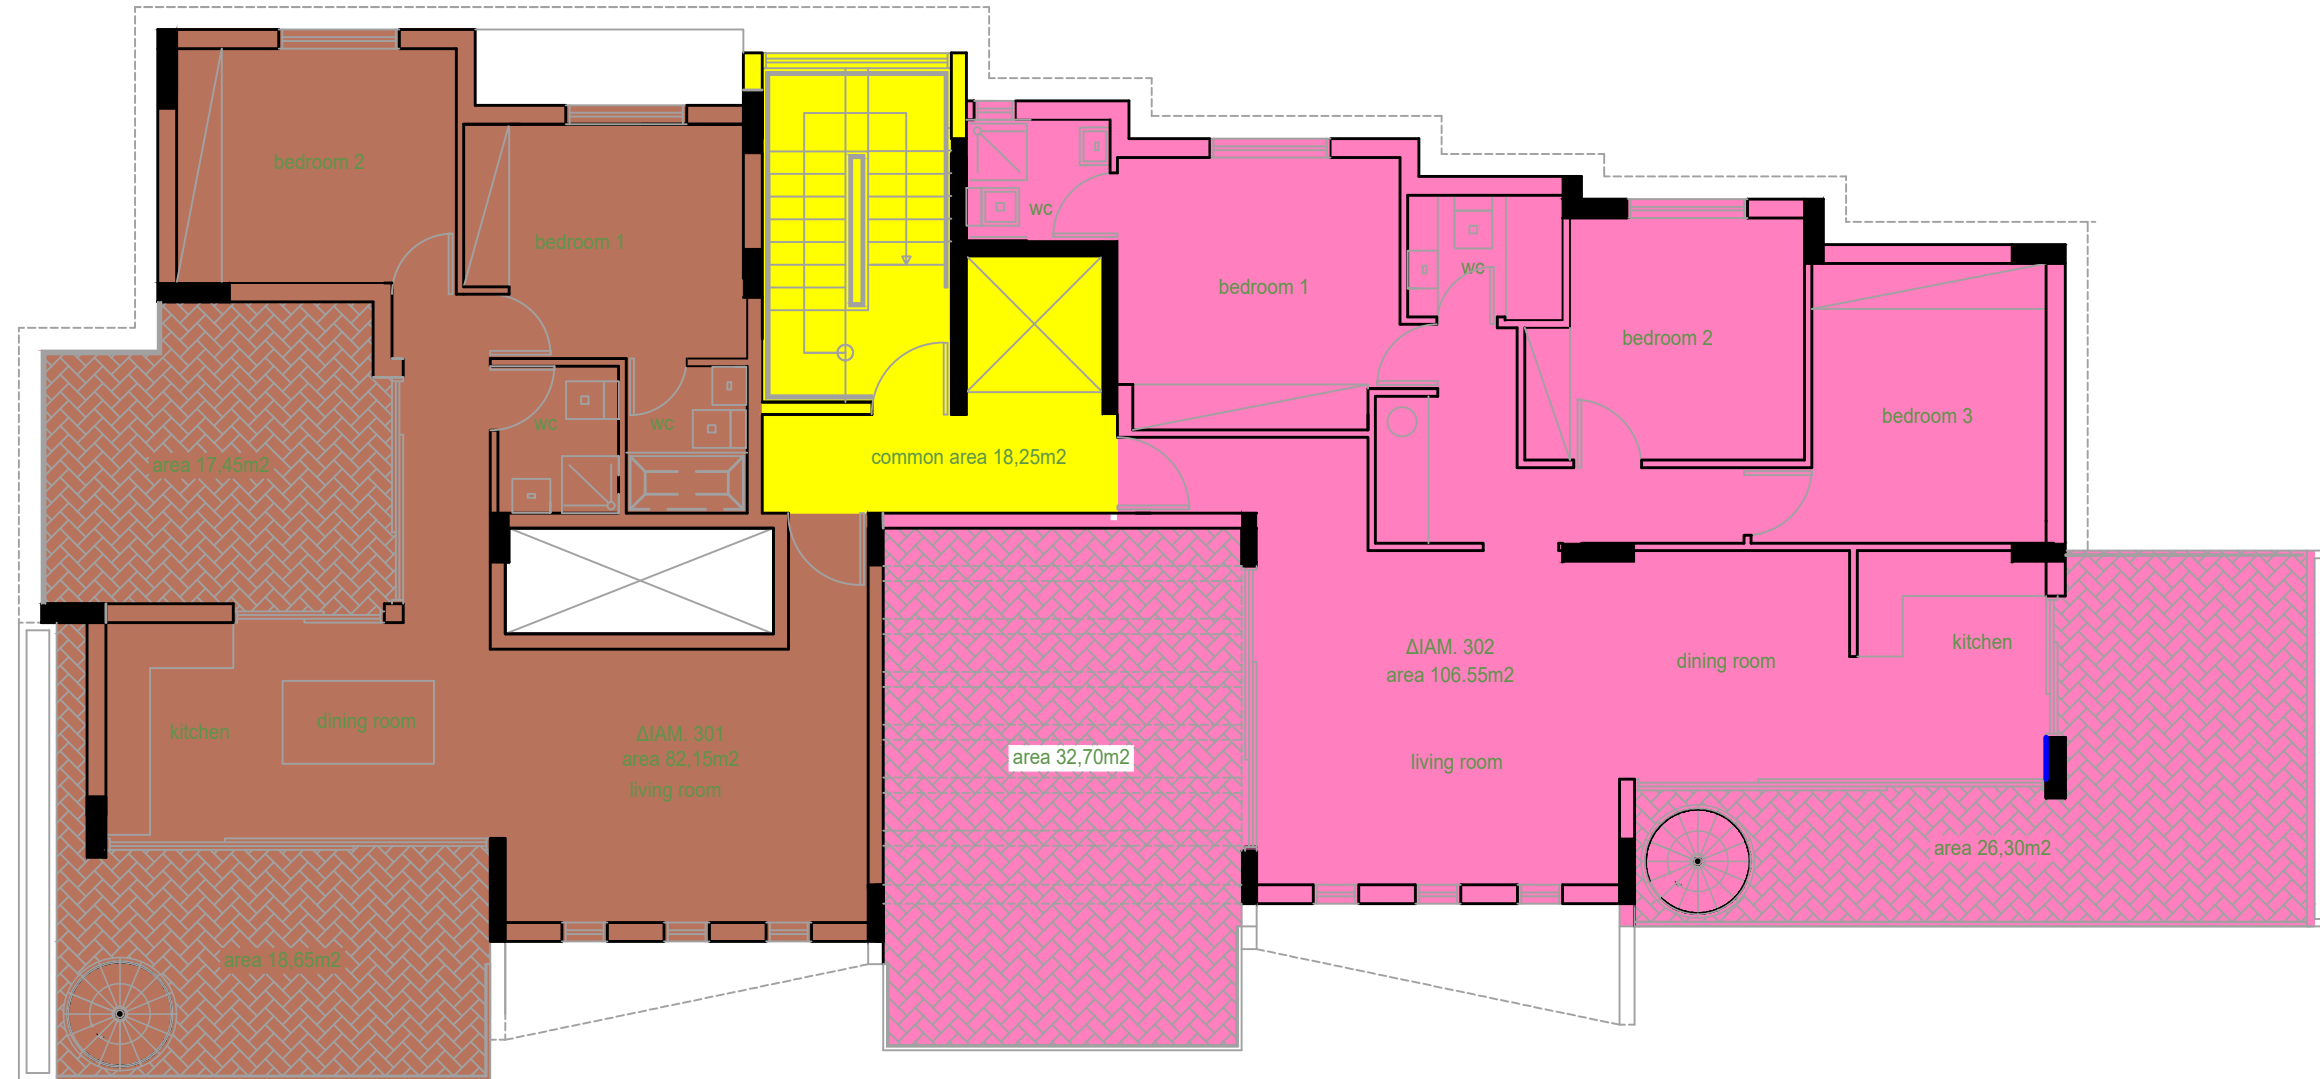 bedroom 2
bedroom 1
wc
wc
area 17,45m2
kitchen
dining room
ΔΙΑΜ. 301
area 82,15m2
living room
area 18,65m2
common area 18,25m2
wc
bedroom 1
wc
bedroom 2
bedroom 3
area 32,70m2
ΔΙΑΜ. 302
area 106.55m2
dining room
kitchen
living room
area 26,30m2